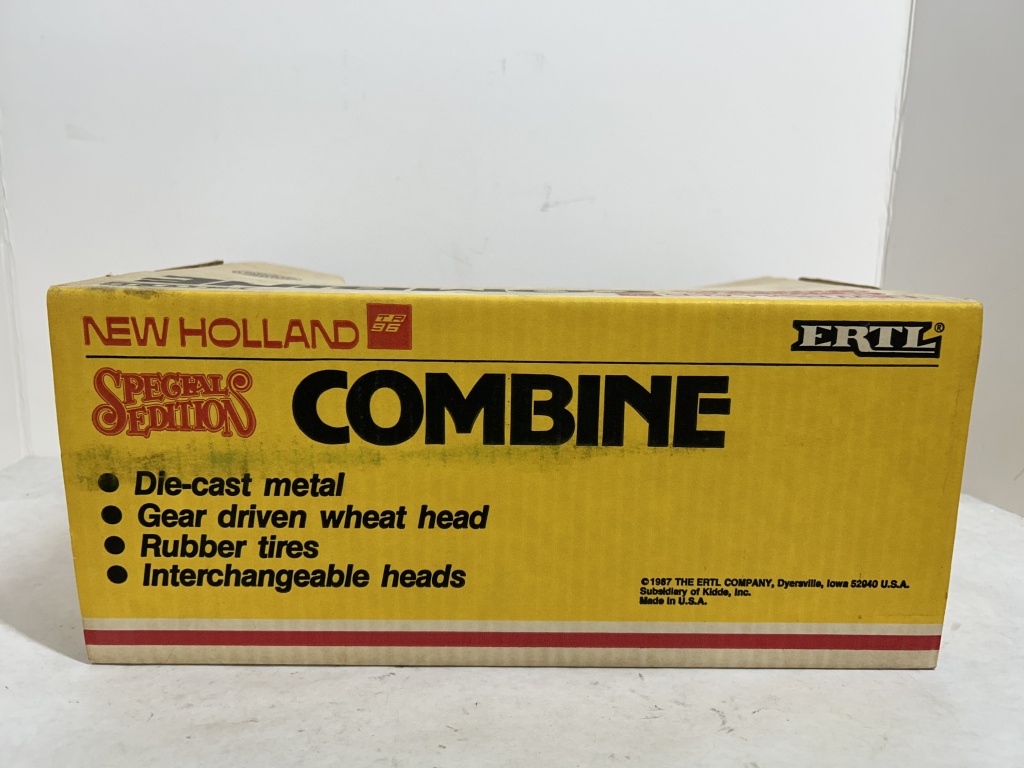 NEW HOLLAND TR 96
ERTL®
SPECIAL EDITION
COMBINE
● Die-cast metal
● Gear driven wheat head
● Rubber tires
● Interchangeable heads
©1987 THE ERTL COMPANY, Dyersville, Iowa 52040 U.S.A.
Subsidiary of Kidde, Inc.
Made in U.S.A.